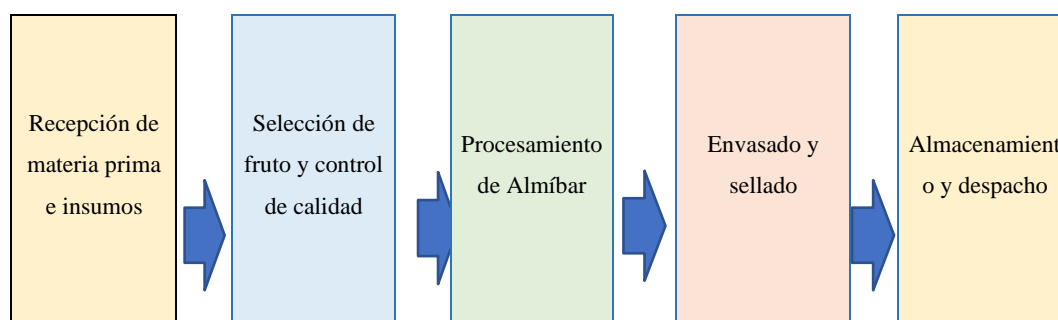 Recepción de
materia prima
e insumos
Selección de
fruto y control
de calidad
Procesamiento
de Almíbar
Envasado y
sellado
Almacenamient
o y despacho